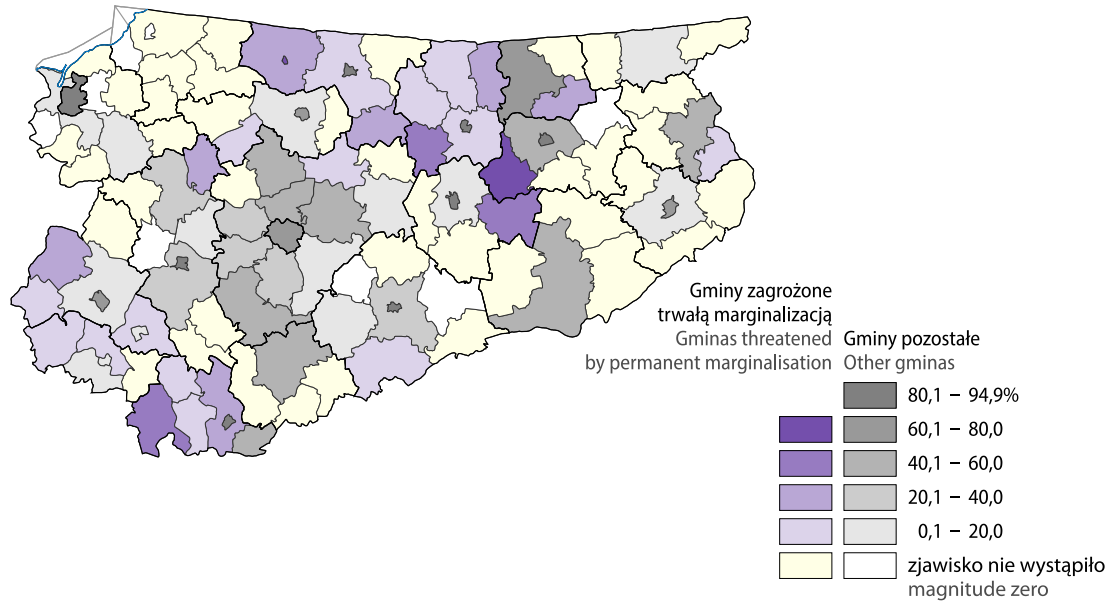 Gminy zagrożone
trwałą marginalizacją
Gminas threatened
by permanent marginalisation
Gminy pozostałe
Other gminas
80,1 – 94,9%
60,1 – 80,0
40,1 – 60,0
20,1 – 40,0
0,1 – 20,0
zjawisko nie wystąpiło
magnitude zero